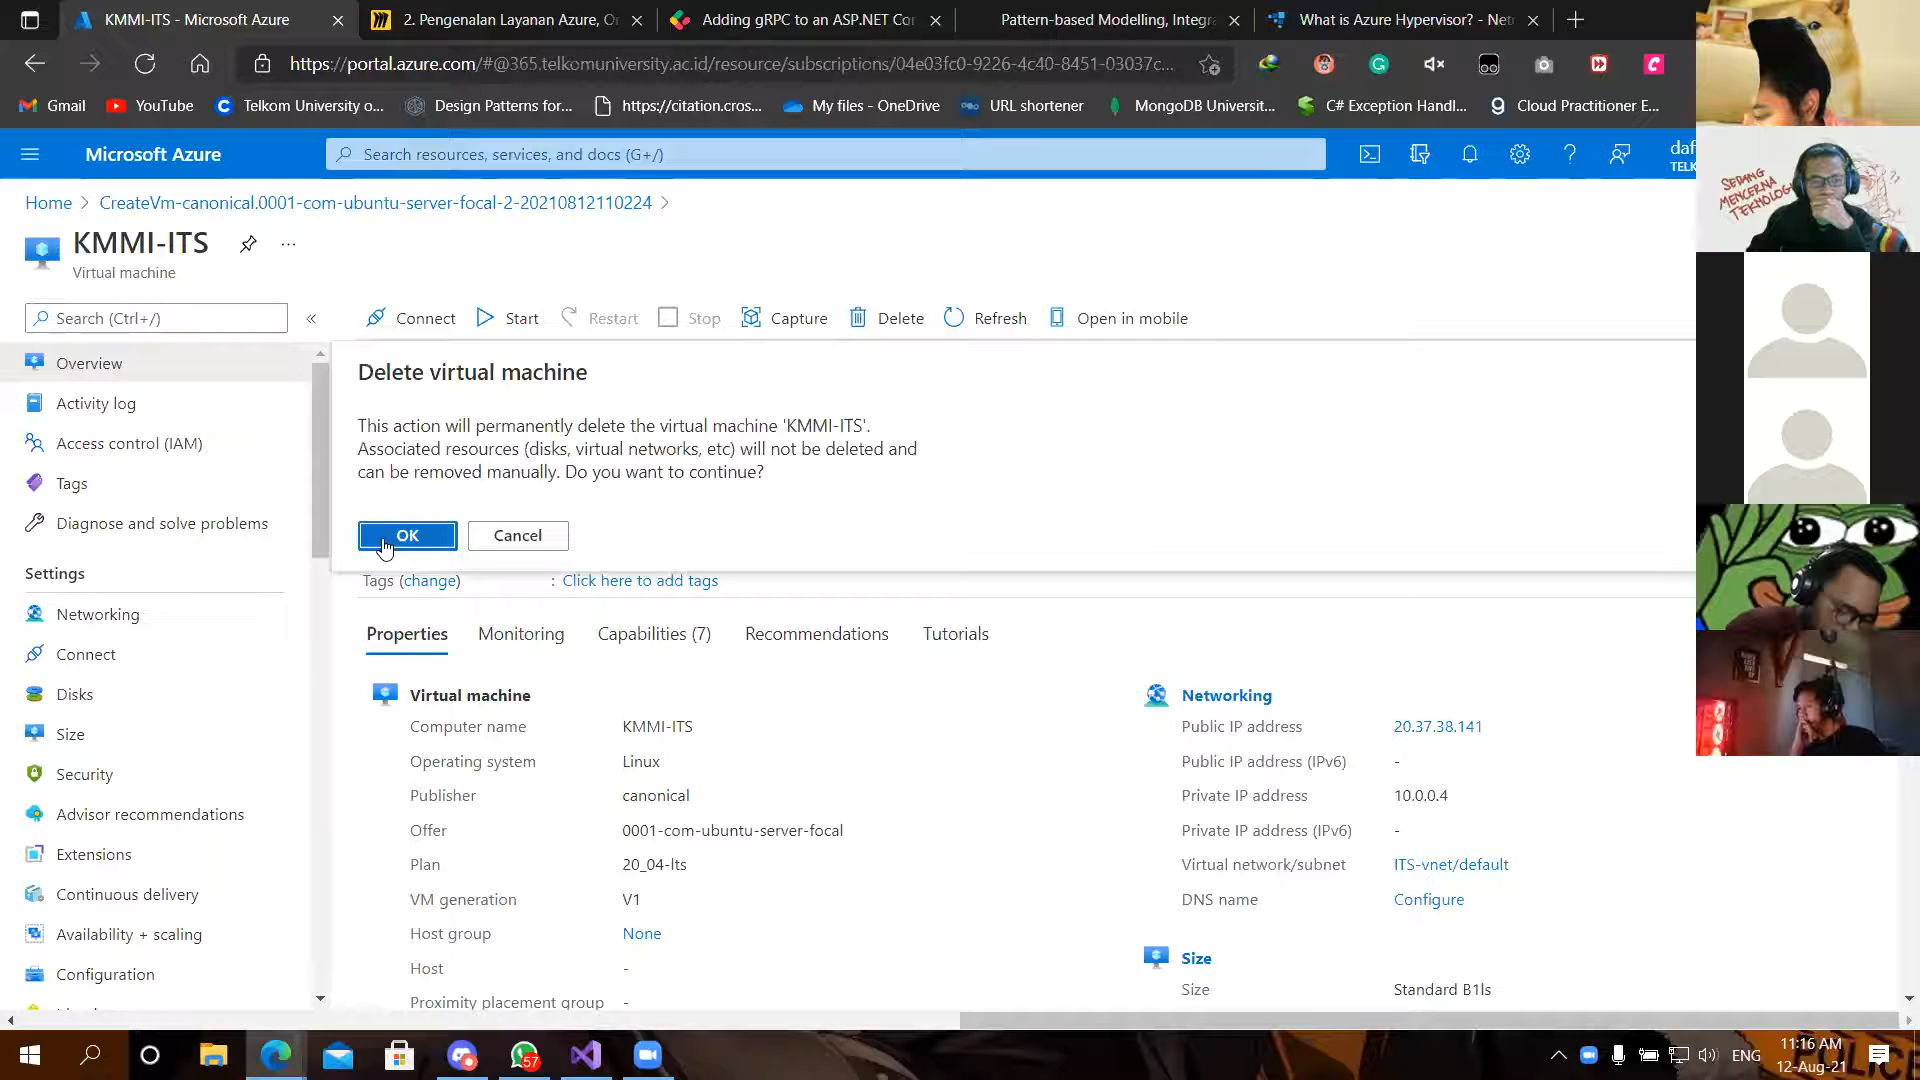 KMMI-ITS - Microsoft Azure
2. Pengenalan Layanan Azure, O
Adding gRPC to an ASP.NET Co
Pattern-based Modelling, Integra
What is Azure Hypervisor? - Net
https://portal.azure.com/#@365.telkomuniversity.ac.id/resource/subscriptions/04e03fc0-9226-4c40-8451-03037c...
Gmail
YouTube
Telkom University o...
Design Patterns for...
https://citation.cros...
My files - OneDrive
URL shortener
MongoDB Universit...
C# Exception Handl...
Cloud Practitioner E...
Microsoft Azure
Search resources, services, and docs (G+/)
daf
TELK
Home > CreateVm-canonical.0001-com-ubuntu-server-focal-2-20210812110224 >
KMMI-ITS
Virtual machine
Search (Ctrl+/)
Connect
Start
Restart
Stop
Capture
Delete
Refresh
Open in mobile
Overview
Activity log
Access control (IAM)
Tags
Diagnose and solve problems
Settings
Networking
Connect
Disks
Size
Security
Advisor recommendations
Extensions
Continuous delivery
Availability + scaling
Configuration
Delete virtual machine
This action will permanently delete the virtual machine 'KMMI-ITS'.
Associated resources (disks, virtual networks, etc) will not be deleted and
can be removed manually. Do you want to continue?
OK
Cancel
Tags (change) : Click here to add tags
Properties
Monitoring
Capabilities (7)
Recommendations
Tutorials
Virtual machine
Computer name KMMI-ITS
Operating system Linux
Publisher canonical
Offer 0001-com-ubuntu-server-focal
Plan 20_04-lts
VM generation V1
Host group None
Host -
Proximity placement group -
Networking
Public IP address 20.37.38.141
Public IP address (IPv6) -
Private IP address 10.0.0.4
Private IP address (IPv6) -
Virtual network/subnet ITS-vnet/default
DNS name Configure
Size
Size Standard B1ls
SEDANG
MENCERNA
TEKNOLOGI
57
ENG
11:16 AM
12-Aug-21